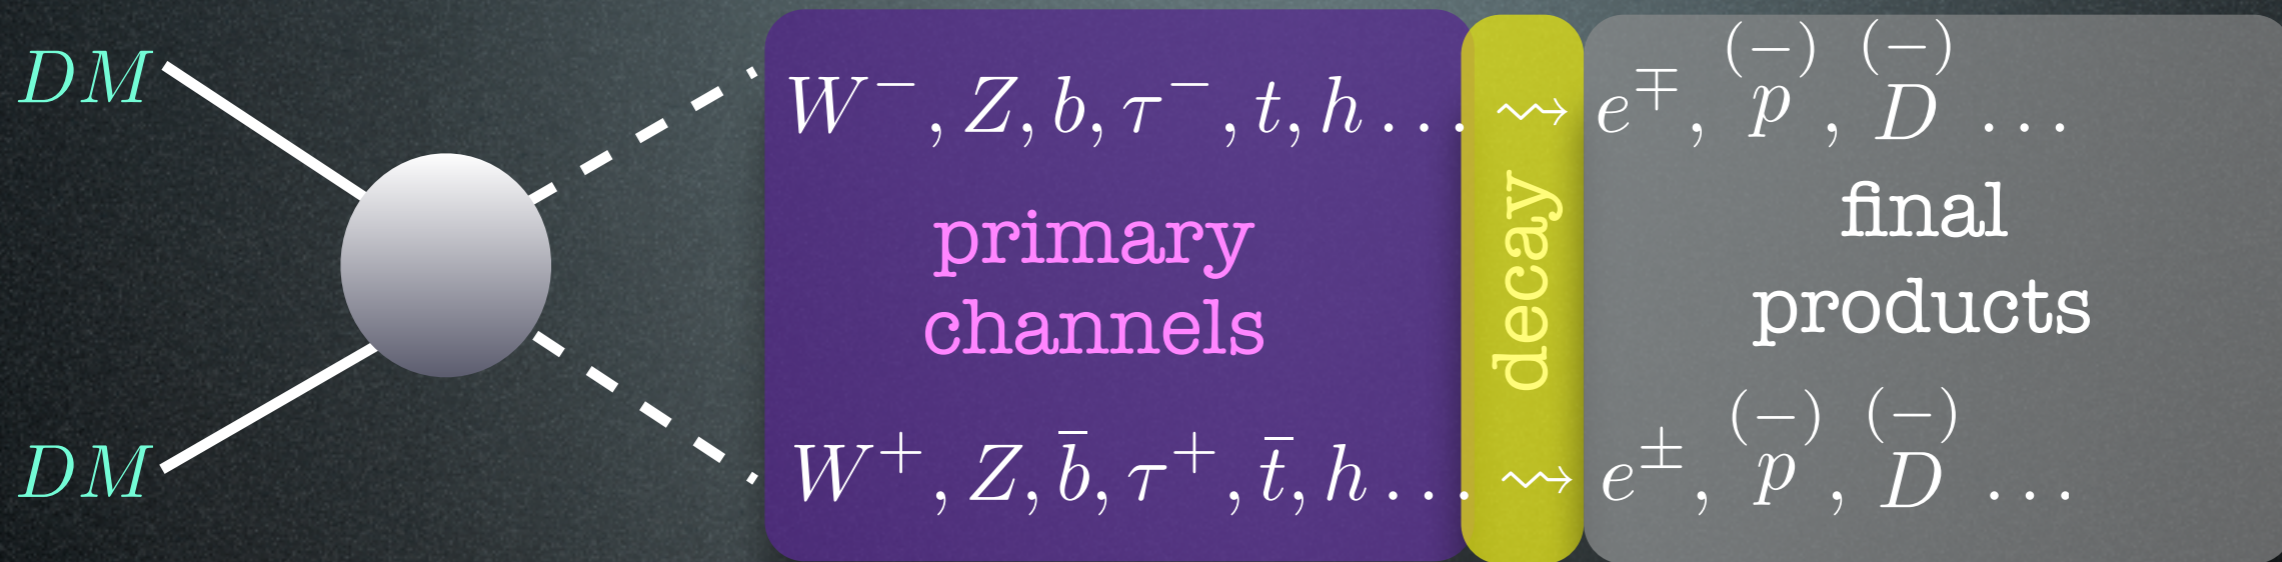 DM
W⁻, Z, b, τ⁻, t, h ... ⇝ e^∓, p^(−), D^(−) ...
primary
channels
decay
final
products
DM
W⁺, Z, b̄, τ⁺, t̄, h ... ⇝ e^±, p^(−), D^(−) ...